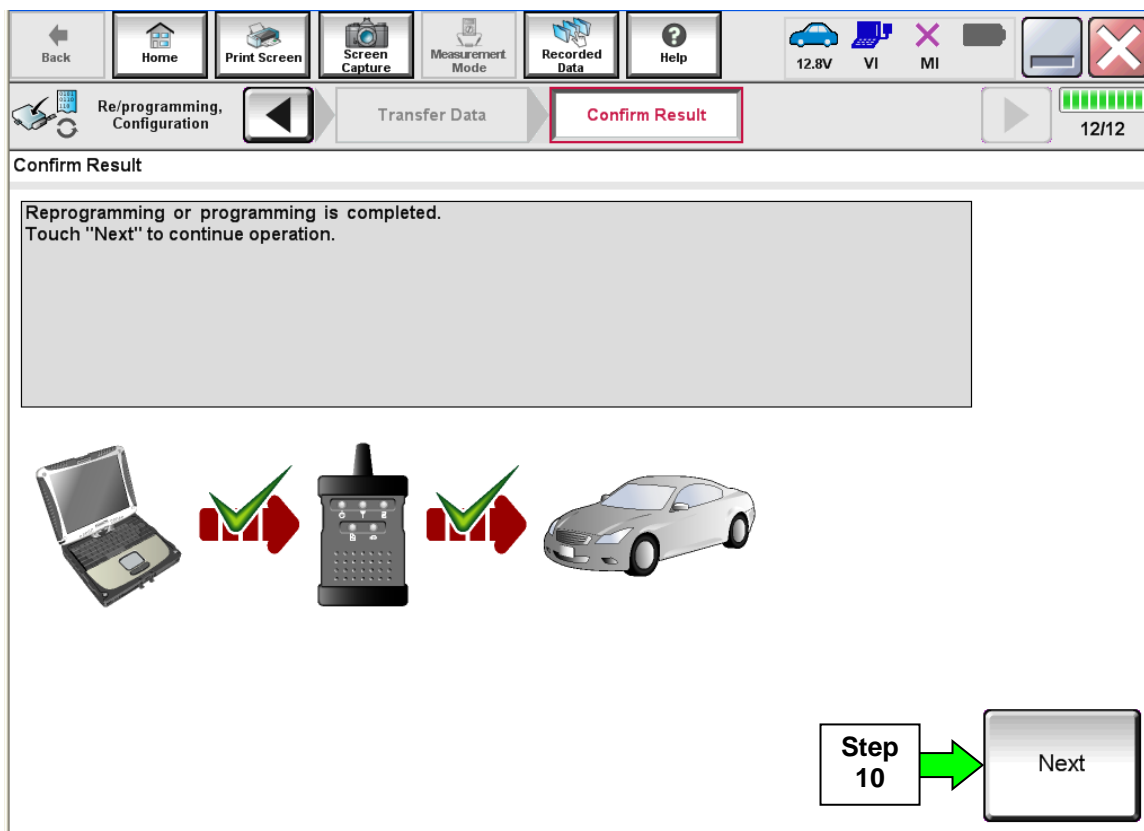 Back
Home
Print Screen
Screen
Capture
Measurement
Mode
Recorded
Data
Help
12.8V
VI
MI
Re/programming,
Configuration
Transfer Data
Confirm Result
12/12
Confirm Result
Reprogramming or programming is completed.
Touch "Next" to continue operation.
Step
10
Next